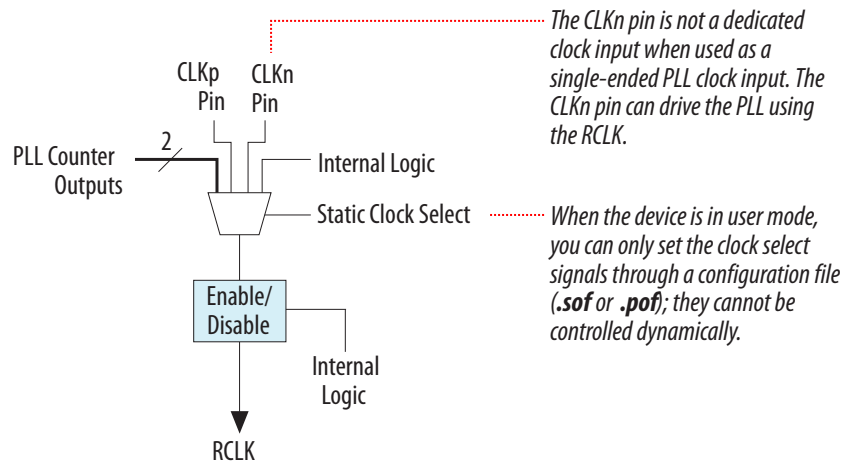 The CLKn pin is not a dedicated
clock input when used as a
single-ended PLL clock input. The
CLKn pin can drive the PLL using
the RCLK.
CLKp
Pin
CLKn
Pin
2
PLL Counter
Outputs
Internal Logic
Static Clock Select
When the device is in user mode,
you can only set the clock select
signals through a configuration file
(.sof or .pof); they cannot be
controlled dynamically.
Enable/
Disable
Internal
Logic
RCLK